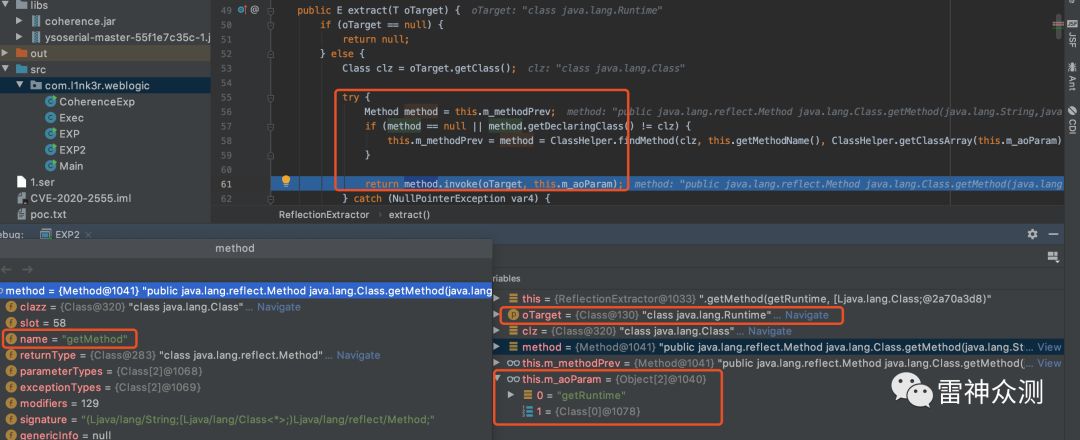 libs
coherence.jar
ysoserial-master-55f1e7c35c-1.j
out
src
com.l1nk3r.weblogic
CoherenceExp
Exec
EXP
EXP2
Main
1.ser
CVE-2020-2555.iml
poc.txt
49 @ public E extract(T oTarget) { oTarget: "class java.lang.Runtime"
50 if (oTarget == null) {
51 return null;
52 } else {
53 Class clz = oTarget.getClass(); clz: "class java.lang.Class"
54
55 try {
56 Method method = this.m_methodPrev; method: "public java.lang.reflect.Method java.lang.Class.getMethod(java.lang.String,java
57 if (method == null || method.getDeclaringClass() != clz) {
58 this.m_methodPrev = method = ClassHelper.findMethod(clz, this.getMethodName(), ClassHelper.getClassArray(this.m_aoParam)
59 }
60
61 return method.invoke(oTarget, this.m_aoParam); method: "public java.lang.reflect.Method java.lang.Class.getMethod(java.lang
62 } catch (NullPointerException var4) {
ReflectionExtractor › extract()
JSF
Ant
CDI
ebug: EXP2 ×
method
method = {Method@1041} "public java.lang.reflect.Method java.lang.Class.getMethod(java.lang
clazz = {Class@320} "class java.lang.Class"... Navigate
slot = 58
name = "getMethod"
returnType = {Class@283} "class java.lang.reflect.Method"... Navigate
parameterTypes = {Class[2]@1068}
exceptionTypes = {Class[2]@1069}
modifiers = 129
signature = "(Ljava/lang/String;[Ljava/lang/Class<*>;)Ljava/lang/reflect/Method;"
genericInfo = null
ariables
this = {ReflectionExtractor@1033} ".getMethod(getRuntime, [Ljava.lang.Class;@2a70a3d8)"
oTarget = {Class@130} "class java.lang.Runtime"... Navigate
clz = {Class@320} "class java.lang.Class"... Navigate
method = {Method@1041} "public java.lang.reflect.Method java.lang.Class.getMethod(java.lang.St... View
this.m_methodPrev = {Method@1041} "public java.lang.reflect.Method java.lang.Class.getMethod(... View
this.m_aoParam = {Object[2]@1040}
0 = "getRuntime"
1 = {Class[0]@1078}
雷神众测